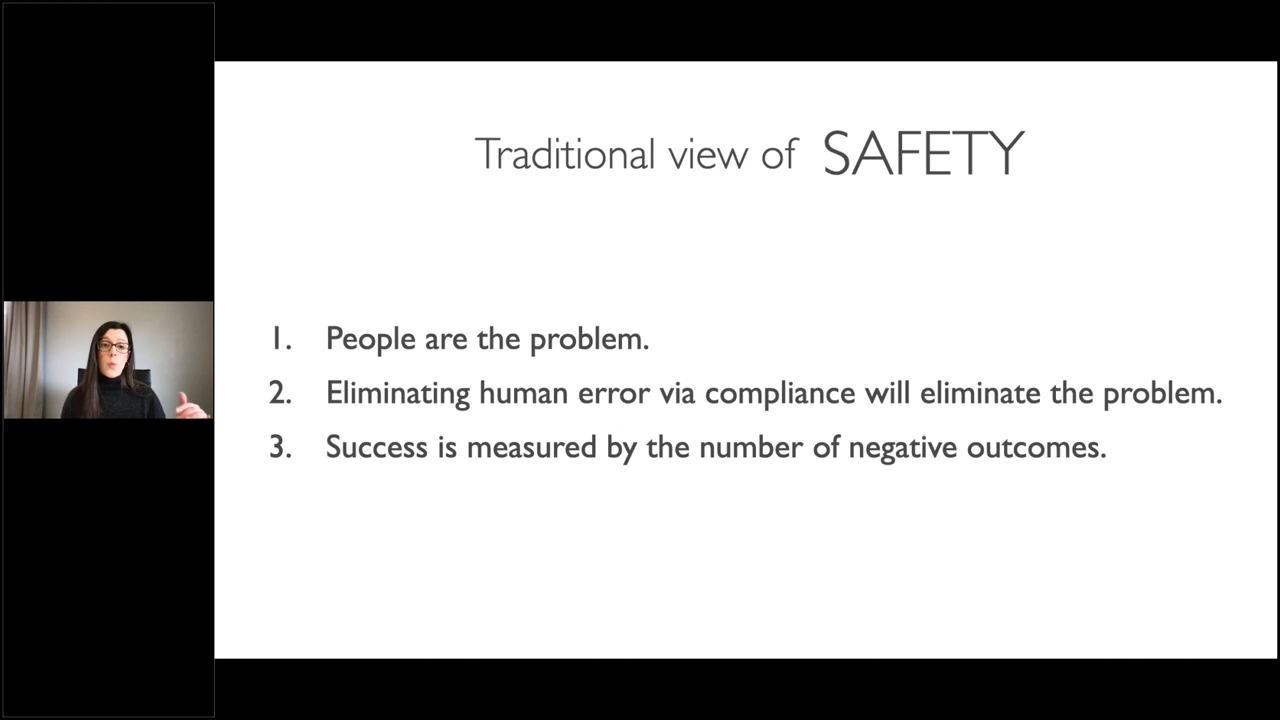 Traditional view of SAFETY
1. People are the problem.
2. Eliminating human error via compliance will eliminate the problem.
3. Success is measured by the number of negative outcomes.